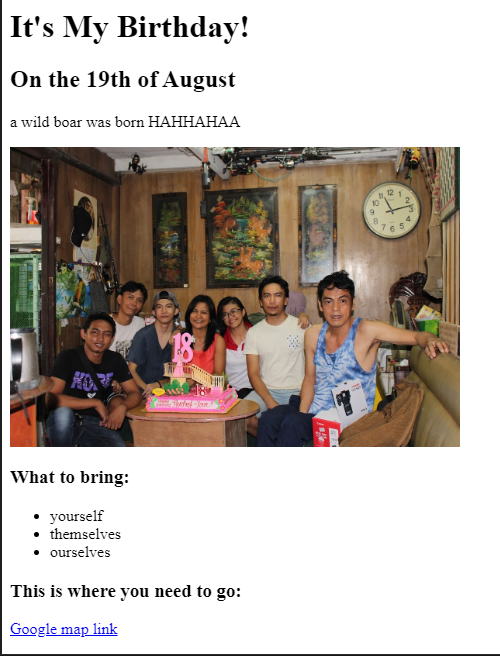 It's My Birthday!
On the 19th of August
a wild boar was born HAHHAHAA
18
What to bring:
yourself
themselves
ourselves
This is where you need to go:
Google map link